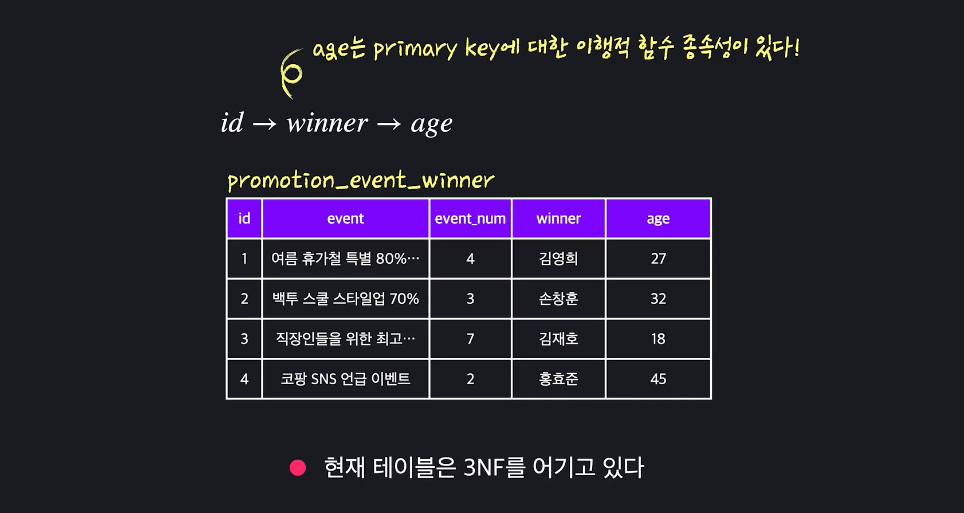 age는 primary key에 대한 이행적 함수 종속성이 있다!
id → winner → age
promotion_event_winner
id event event_num winner age
1 여름 휴가철 특별 80%… 4 김영희 27
2 백투 스쿨 스타일업 70% 3 손창훈 32
3 직장인들을 위한 최고… 7 김재호 18
4 코팡 SNS 언급 이벤트 2 홍효준 45
● 현재 테이블은 3NF를 어기고 있다